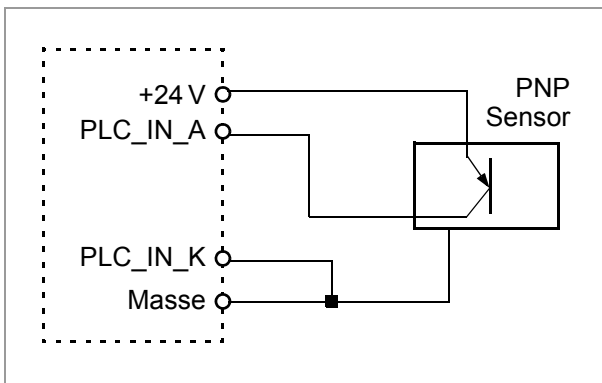 +24 V
PLC_IN_A
PNP
Sensor
PLC_IN_K
Masse